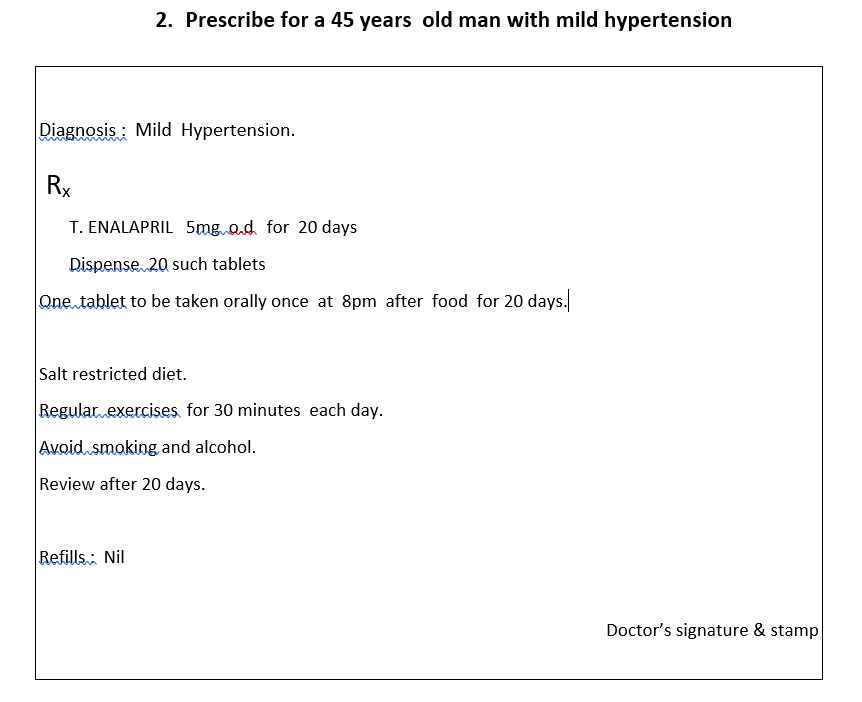 2. Prescribe for a 45 years old man with mild hypertension
Diagnosis : Mild Hypertension.
Rx
T. ENALAPRIL 5mg o.d for 20 days
Dispense 20 such tablets
One tablet to be taken orally once at 8pm after food for 20 days.
Salt restricted diet.
Regular exercises for 30 minutes each day.
Avoid smoking and alcohol.
Review after 20 days.
Refills : Nil
Doctor’s signature & stamp